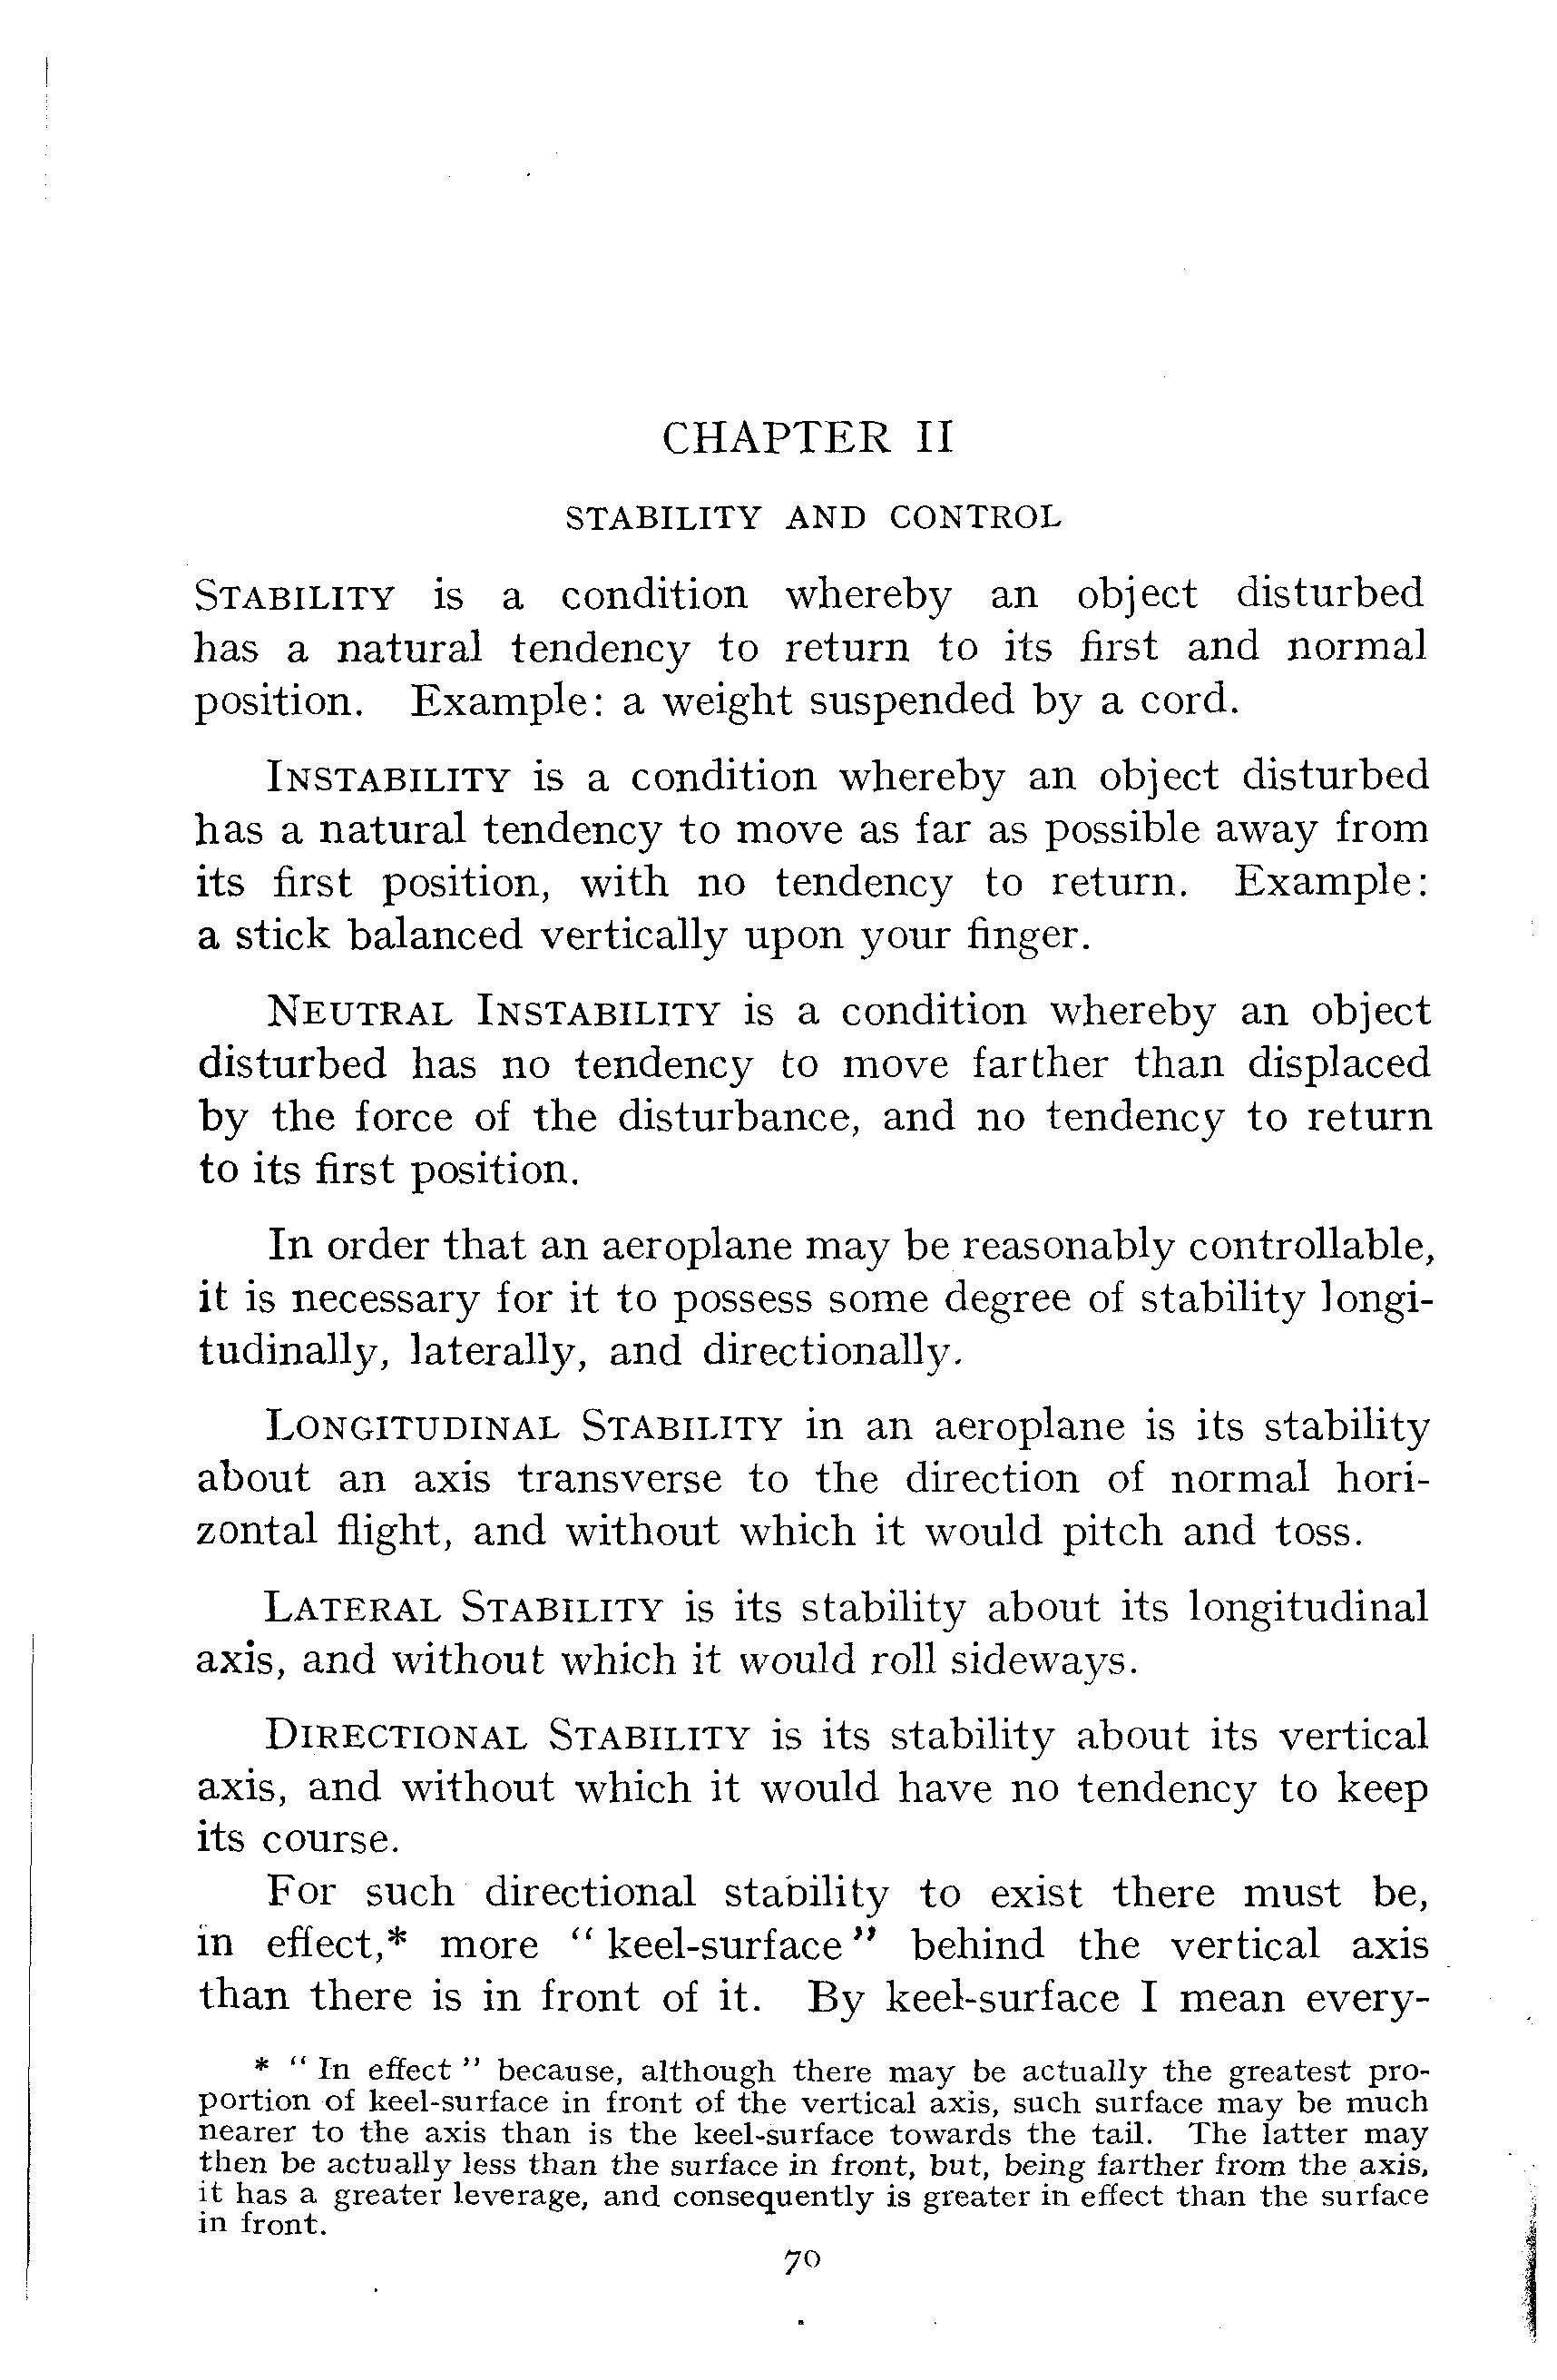 CHAPTER II
STABILITY AND CONTROL
STABILITY is a condition whereby an object disturbed
has a natural tendency to return to its first and normal
position. Example: a weight suspended by a cord.
INSTABILITY is a condition whereby an object disturbed
has a natural tendency to move as far as possible away from
its first position, with no tendency to return. Example:
a stick balanced vertically upon your finger.
NEUTRAL INSTABILITY is a condition whereby an object
disturbed has no tendency to move farther than displaced
by the force of the disturbance, and no tendency to return
to its first position.
In order that an aeroplane may be reasonably controllable,
it is necessary for it to possess some degree of stability longi-
tudinally, laterally, and directionally.
LONGITUDINAL STABILITY in an aeroplane is its stability
about an axis transverse to the direction of normal hori-
zontal flight, and without which it would pitch and toss.
LATERAL STABILITY is its stability about its longitudinal
axis, and without which it would roll sideways.
DIRECTIONAL STABILITY is its stability about its vertical
axis, and without which it would have no tendency to keep
its course.
For such directional stability to exist there must be,
in effect,* more “ keel-surface ” behind the vertical axis
than there is in front of it. By keel-surface I mean every-
* “ In effect ” because, although there may be actually the greatest pro-
portion of keel-surface in front of the vertical axis, such surface may be much
nearer to the axis than is the keel-surface towards the tail. The latter may
then be actually less than the surface in front, but, being farther from the axis,
it has a greater leverage, and consequently is greater in effect than the surface
in front.
70